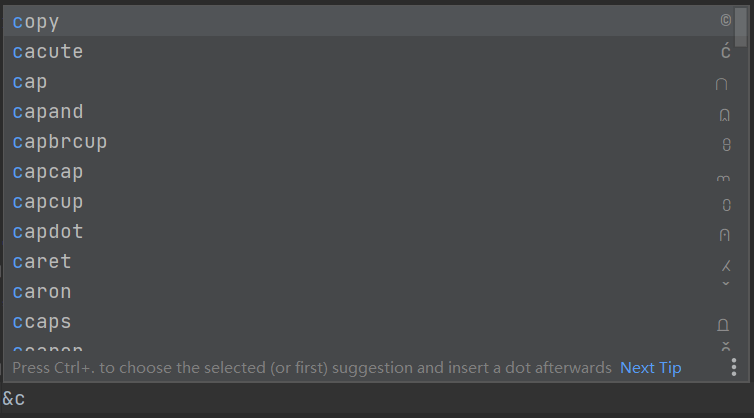 copy ©
cacute ć
cap ∩
capand ⩄
capbrcup ⩉
capcap ⩋
capcup ⩇
capdot ⩀
caret ⁁
caron ˇ
ccaps ⩍
Press Ctrl+. to choose the selected (or first) suggestion and insert a dot afterwards Next Tip
&c